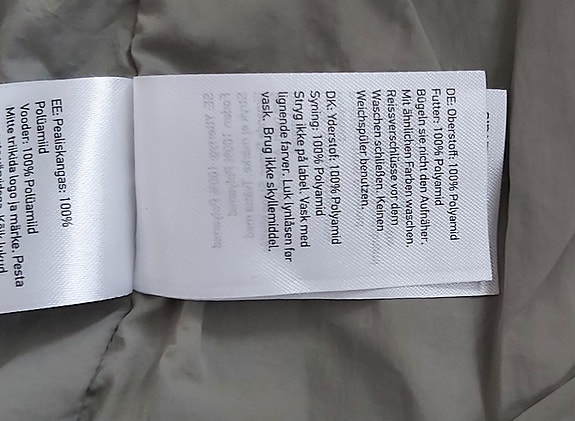 DE: Oberstoff: 100% Polyamid
Futter: 100% Polyamid
Bügeln sie nicht den Aufnäher.
Mit ähnlichen Farben waschen.
Reissverschlüsse vor dem
Waschen schließen. Keinen
Weichspüler benutzen.
DK: Yderstof: 100% Polyamid
Syning: 100% Polyamid
Stryg ikke på label. Vask med
lignende farver. Luk lynlåsen før
vask. Brug ikke skyllemiddel.
EE: Pealiskangas: 100%
Polüamiid
Vooder: 100% Polüamiid
Mitte triikida logo ja märke. Pesta
Kõik lukud